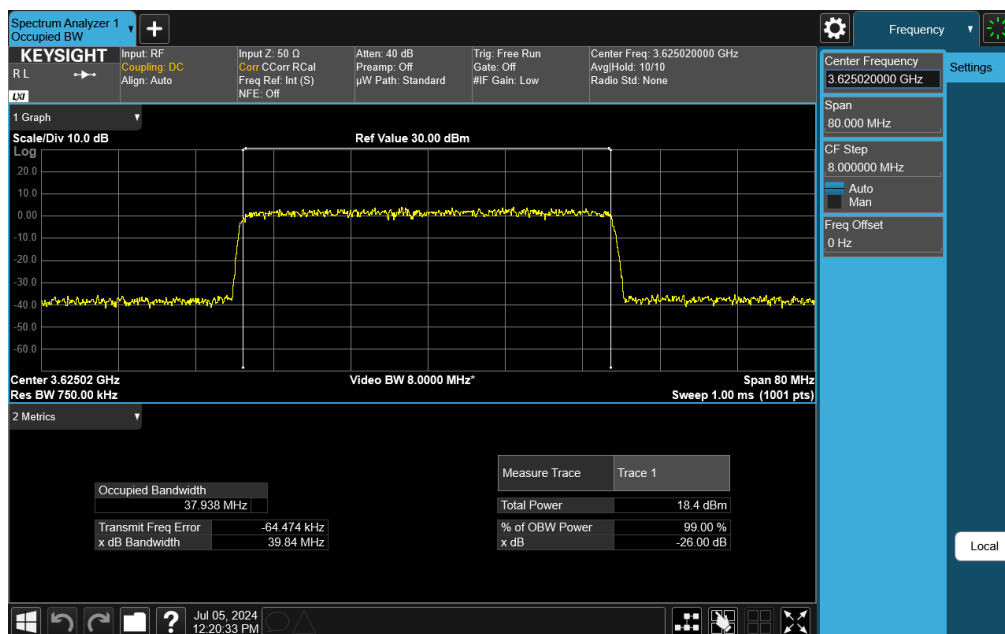 Spectrum Analyzer 1
Occupied BW
Frequency
KEYSIGHT
R L
LXI
Input: RF
Coupling: DC
Align: Auto
Input Z: 50 Ω
Corr CCorr RCal
Freq Ref: Int (S)
NFE: Off
Atten: 40 dB
Preamp: Off
µW Path: Standard
Trig: Free Run
Gate: Off
#IF Gain: Low
Center Freq: 3.625020000 GHz
Avg|Hold: 10/10
Radio Std: None
Center Frequency
3.625020000 GHz
Settings
Span
80.000 MHz
CF Step
8.000000 MHz
Auto
Man
Freq Offset
0 Hz
1 Graph
Scale/Div 10.0 dB
Ref Value 30.00 dBm
Log
20.0
10.0
0.00
-10.0
-20.0
-30.0
-40.0
-50.0
-60.0
Center 3.62502 GHz
Video BW 8.0000 MHz*
Span 80 MHz
Res BW 750.00 kHz
Sweep 1.00 ms (1001 pts)
2 Metrics
Measure Trace
Trace 1
Occupied Bandwidth
37.938 MHz
Total Power
18.4 dBm
Transmit Freq Error
-64.474 kHz
% of OBW Power
99.00 %
x dB Bandwidth
39.84 MHz
x dB
-26.00 dB
Local
?
Jul 05, 2024
12:20:33 PM